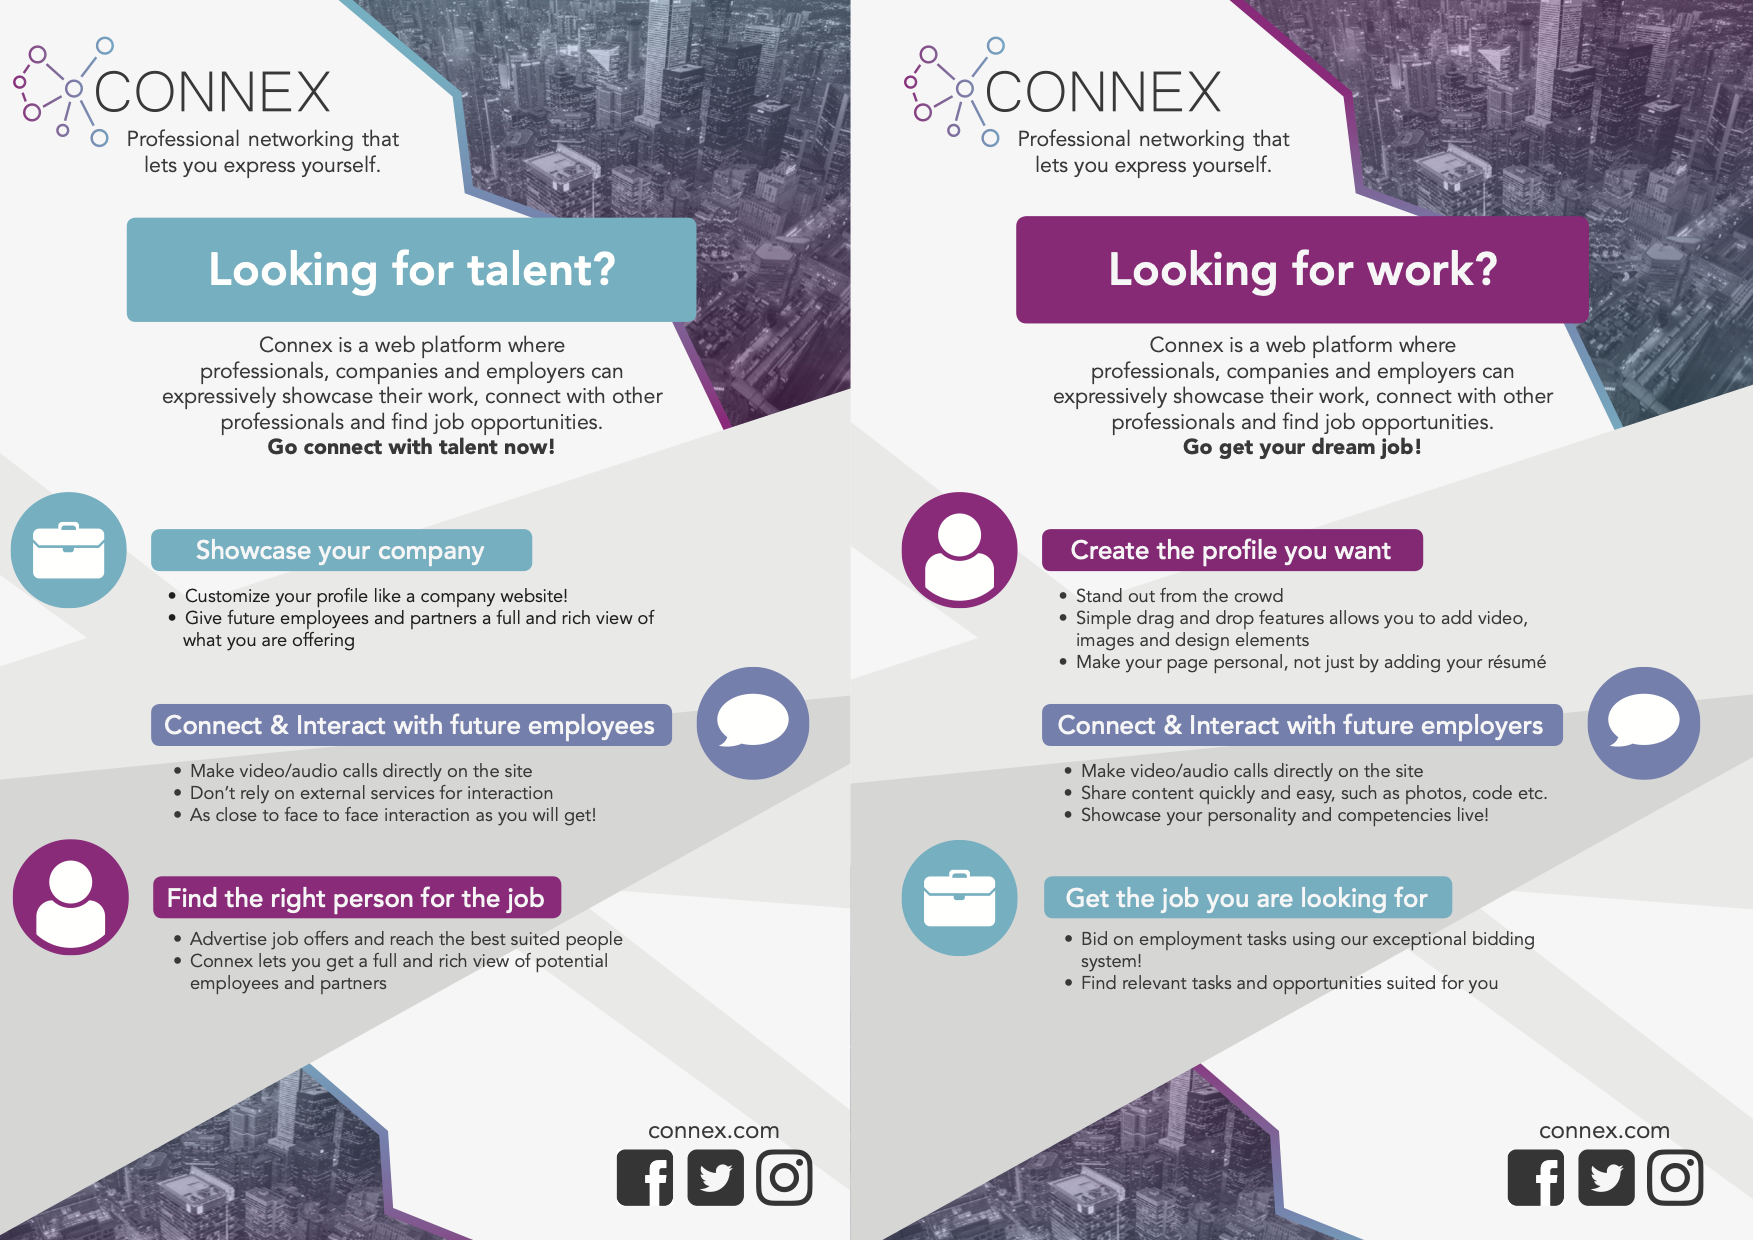 CONNEX
Professional networking that
lets you express yourself.
Looking for talent?
Connex is a web platform where
professionals, companies and employers can
expressively showcase their work, connect with other
professionals and find job opportunities.
Go connect with talent now!
Showcase your company
• Customize your profile like a company website!
• Give future employees and partners a full and rich view of
what you are offering
Connect & Interact with future employees
• Make video/audio calls directly on the site
• Don't rely on external services for interaction
• As close to face to face interaction as you will get!
Find the right person for the job
• Advertise job offers and reach the best suited people
• Connex lets you get a full and rich view of potential
employees and partners
connex.com
CONNEX
Professional networking that
lets you express yourself.
Looking for work?
Connex is a web platform where
professionals, companies and employers can
expressively showcase their work, connect with other
professionals and find job opportunities.
Go get your dream job!
Create the profile you want
• Stand out from the crowd
• Simple drag and drop features allows you to add video,
images and design elements
• Make your page personal, not just by adding your résumé
Connect & Interact with future employers
• Make video/audio calls directly on the site
• Share content quickly and easy, such as photos, code etc.
• Showcase your personality and competencies live!
Get the job you are looking for
• Bid on employment tasks using our exceptional bidding
system!
• Find relevant tasks and opportunities suited for you
connex.com